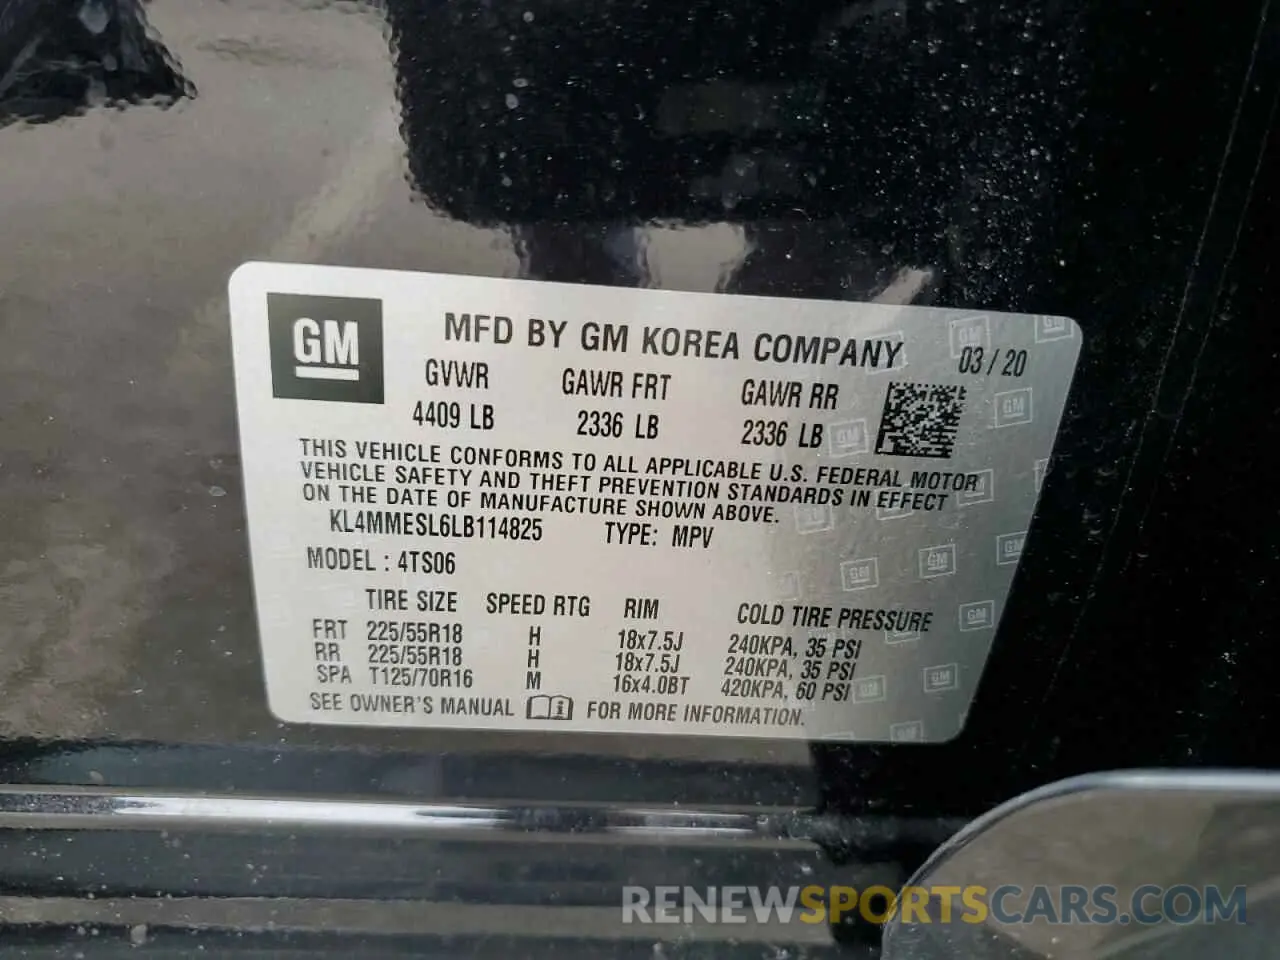 GM
MFD BY GM KOREA COMPANY 03/20
GVWR GAWR FRT GAWR RR
4409 LB 2336 LB 2336 LB
THIS VEHICLE CONFORMS TO ALL APPLICABLE U.S. FEDERAL MOTOR
VEHICLE SAFETY AND THEFT PREVENTION STANDARDS IN EFFECT
ON THE DATE OF MANUFACTURE SHOWN ABOVE.
KL4MMESL6LB114825 TYPE: MPV
MODEL : 4TS06
TIRE SIZE SPEED RTG RIM COLD TIRE PRESSURE
FRT 225/55R18 H 18x7.5J 240KPA, 35 PSI
RR 225/55R18 H 18x7.5J 240KPA, 35 PSI
SPA T125/70R16 M 16x4.0BT 420KPA, 60 PSI
SEE OWNER'S MANUAL i FOR MORE INFORMATION.
RENEWSPORTSCARS.COM